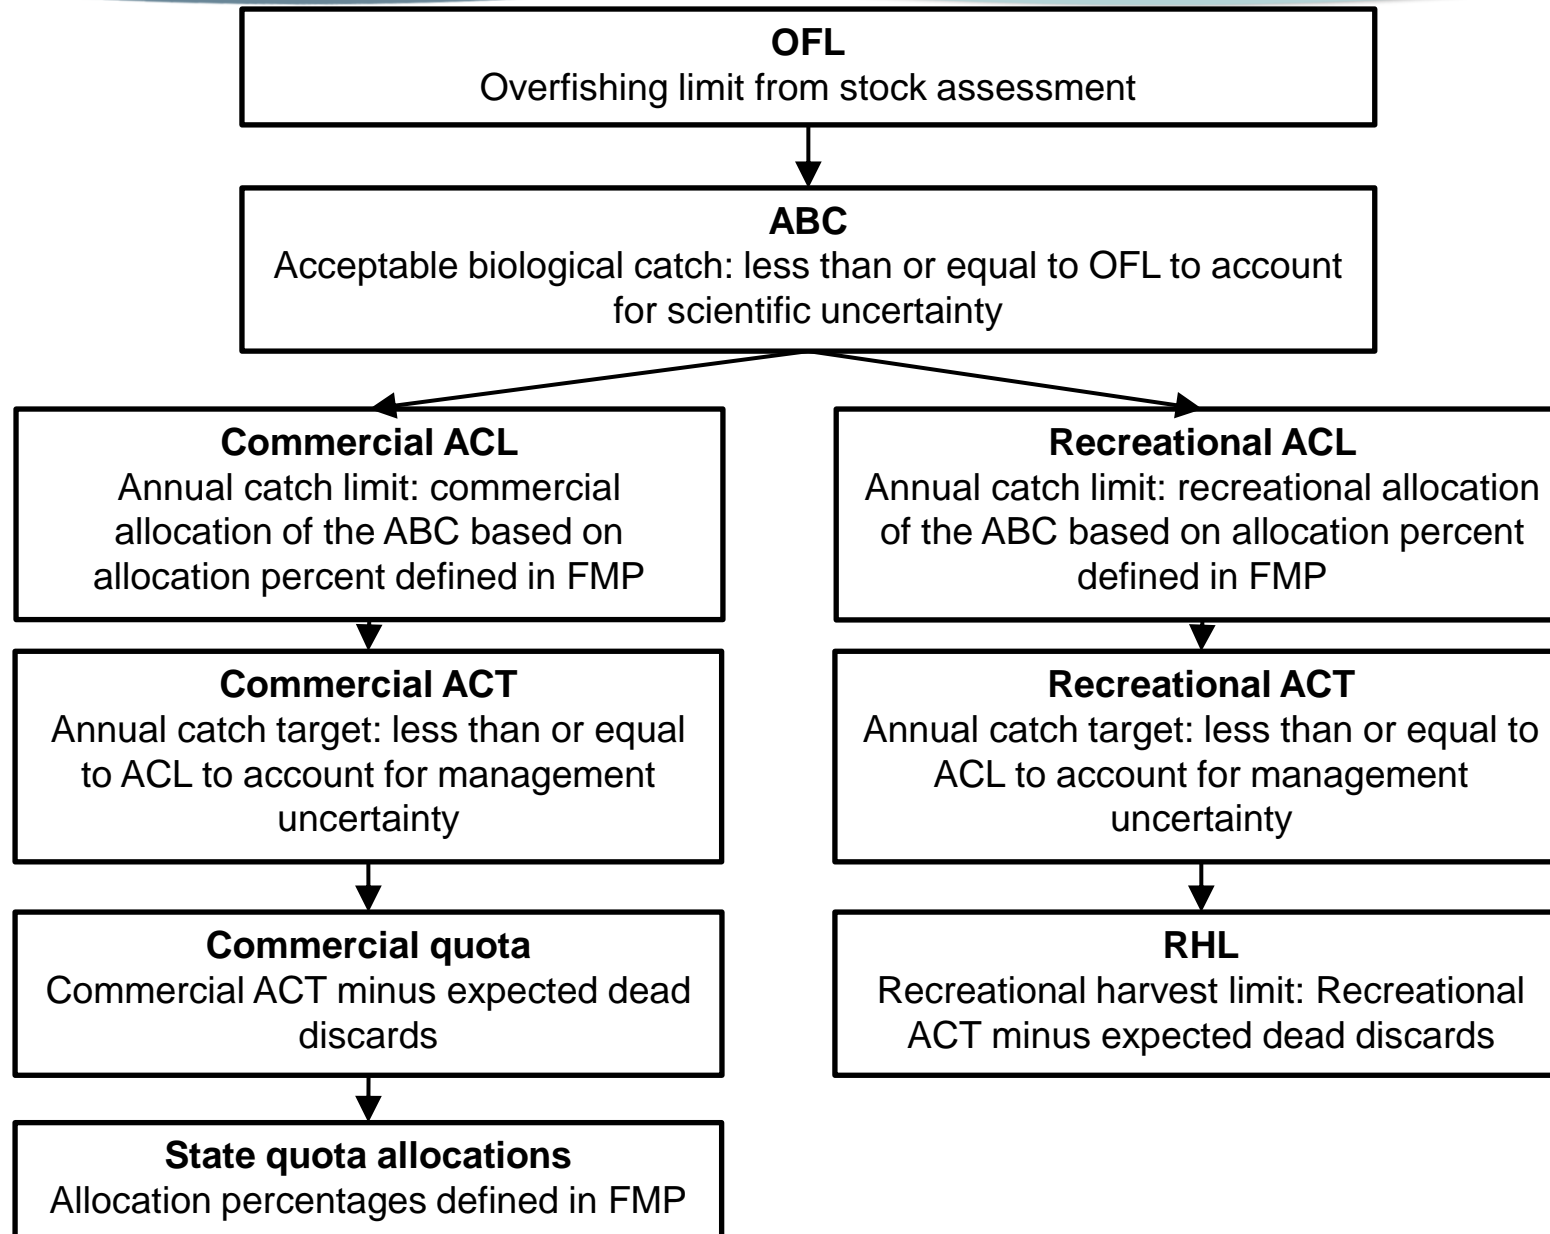 OFL
Overfishing limit from stock assessment
ABC
Acceptable biological catch: less than or equal to OFL to account
for scientific uncertainty
Commercial ACL
Annual catch limit: commercial
allocation of the ABC based on
allocation percent defined in FMP
Recreational ACL
Annual catch limit: recreational allocation
of the ABC based on allocation percent
defined in FMP
Commercial ACT
Annual catch target: less than or equal
to ACL to account for management
uncertainty
Recreational ACT
Annual catch target: less than or equal to
ACL to account for management
uncertainty
Commercial quota
Commercial ACT minus expected dead
discards
RHL
Recreational harvest limit: Recreational
ACT minus expected dead discards
State quota allocations
Allocation percentages defined in FMP